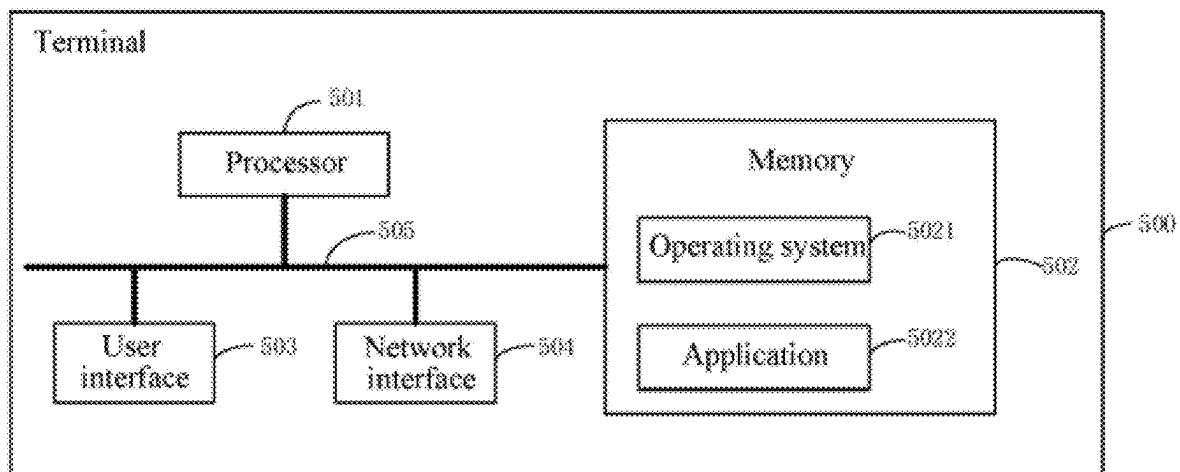 Terminal
501
Processor
Memory
505
Operating system
5021
500
502
User
interface
503
Network
interface
504
Application
5022